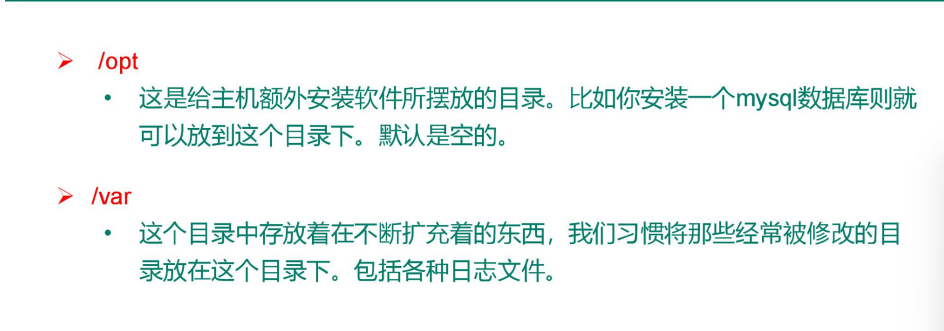 ➢ /opt
• 这是给主机额外安装软件所摆放的目录。比如你安装一个mysql数据库则就
可以放到这个目录下。默认是空的。
➢ /var
• 这个目录中存放着在不断扩充着的东西，我们习惯将那些经常被修改的目
录放在这个目录下。包括各种日志文件。